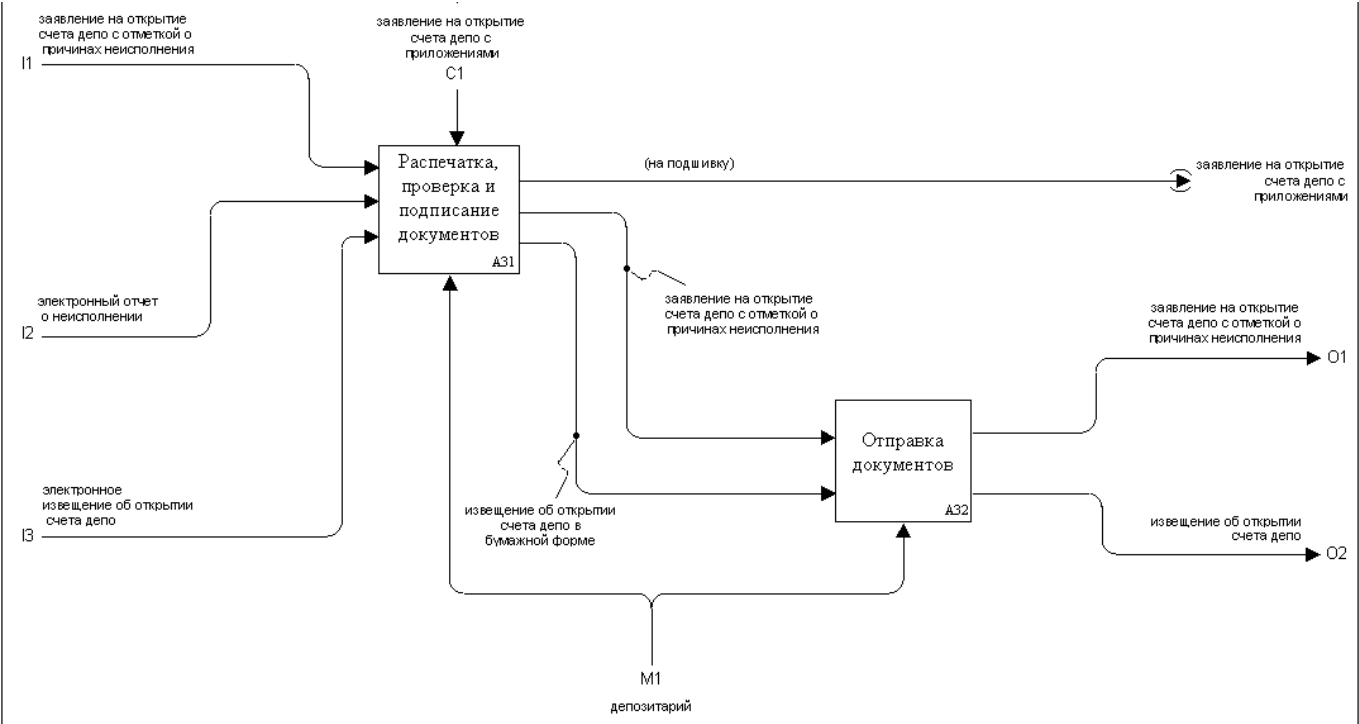 заявление на открытие
счета депо с отметкой о
причинах неисполнения
I1
заявление на открытие
счета депо с
приложениями
C1
Распечатка,
проверка и
подписание
документов
A31
(на подшивку)
заявление на открытие
счета депо с
приложениями
электронный отчет
о неисполнении
I2
заявление на открытие
счета депо с отметкой о
причинах неисполнения
заявление на открытие
счета депо с отметкой о
причинах неисполнения
O1
Отправка
документов
A32
электронное
извещение об открытии
счета депо
I3
извещение об открытии
счета депо в
бумажной форме
извещение об открытии
счета депо
O2
M1
депозитарий